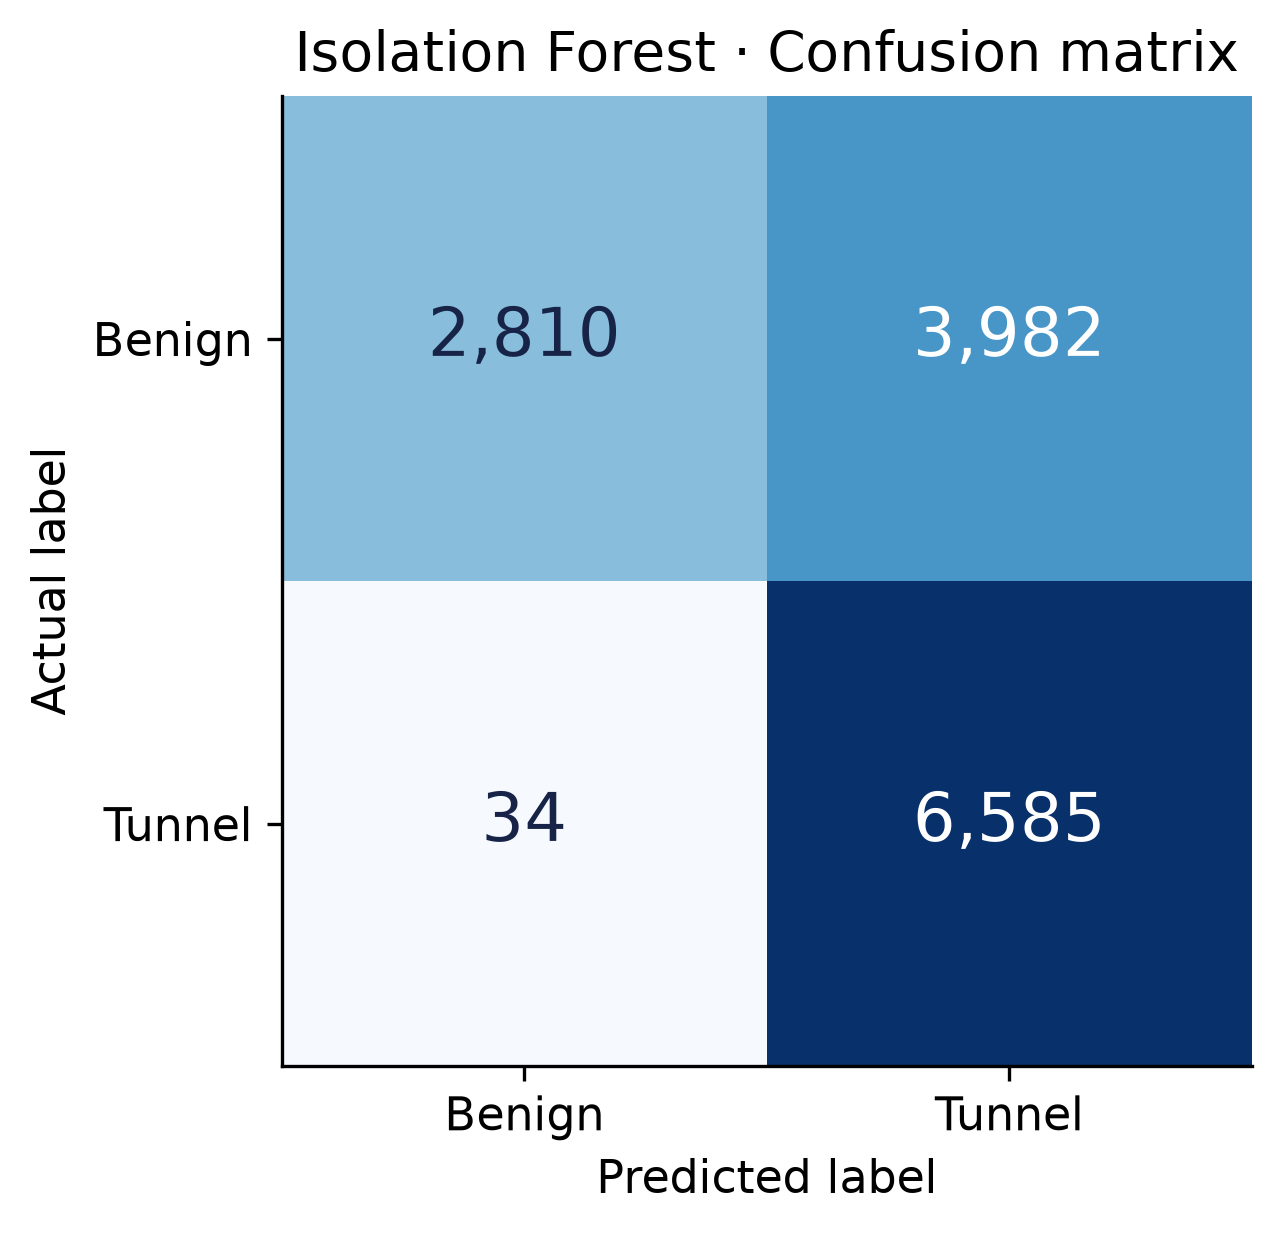 Isolation Forest · Confusion matrix
Actual label
Benign
2,810
3,982
Tunnel
34
6,585
Benign
Tunnel
Predicted label